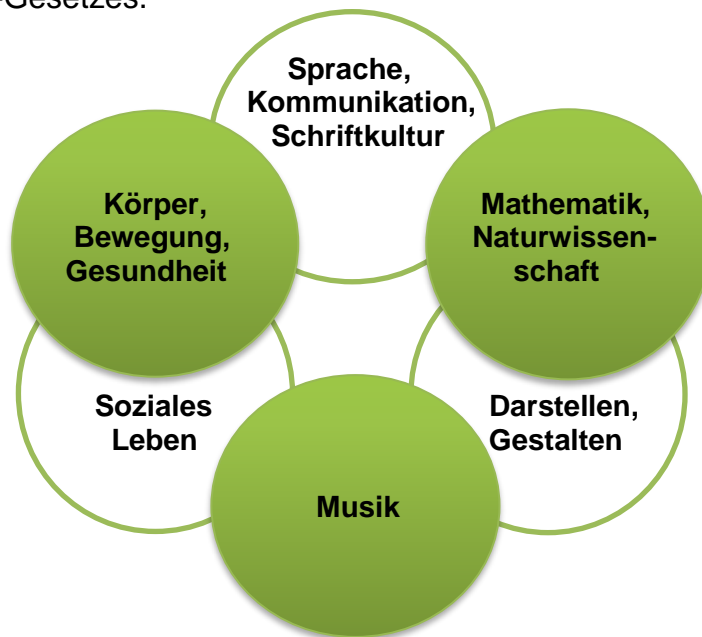 Gesetzes.
Sprache,
Kommunikation,
Schriftkultur
Körper,
Bewegung,
Gesundheit
Mathematik,
Naturwissen-
schaft
Soziales
Leben
Darstellen,
Gestalten
Musik